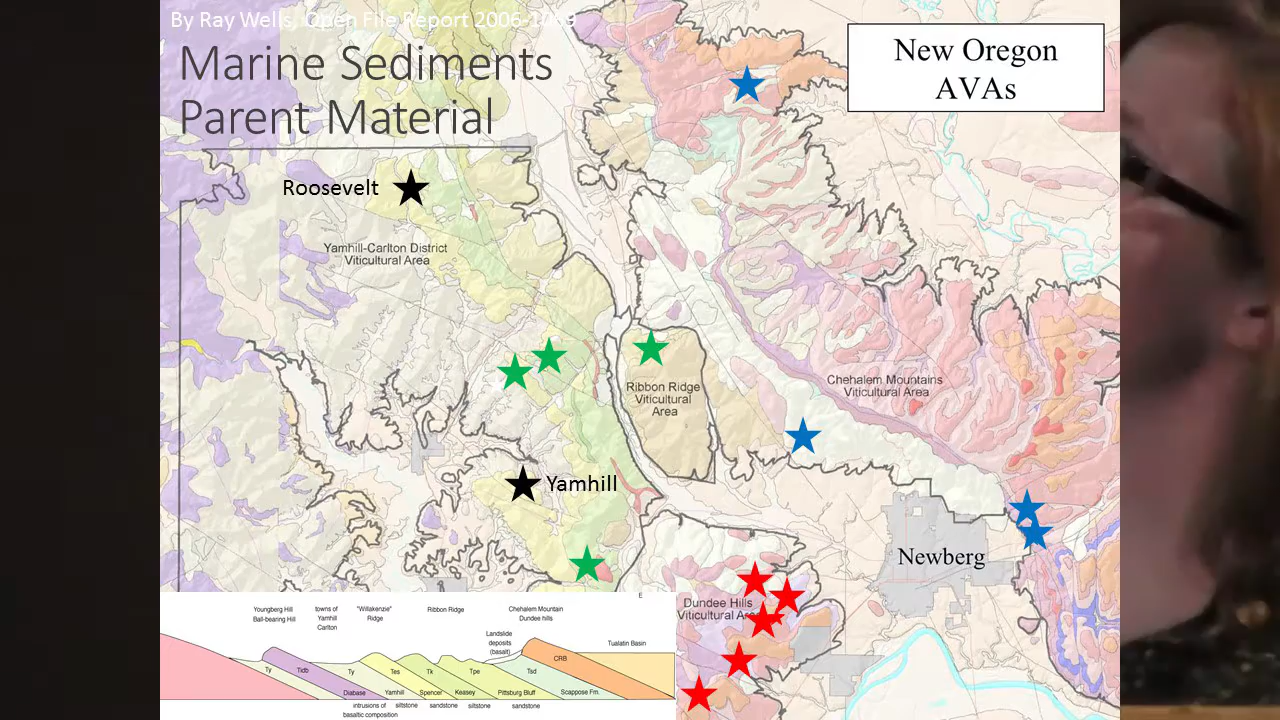 By Ray Wells, Open File Report 2006-10
Marine Sediments
Parent Material
New Oregon
AVAs
Roosevelt
Yamhill-Carlton District
Viticultural Area
Ribbon Ridge
Viticultural
Area
Chehalem Mountains
Viticultural Area
Yamhill
Newberg
Dundee Hills
Viticultural
E
Youngberg Hill
Ball-bearing Hill
towns of
Yamhill
Carlton
"Willakenzie"
Ridge
Ribbon Ridge
Chehalem Mountain
Dundee hills
Landslide
deposits
(basalt)
Tualatin Basin
CRB
Ty
Tidb
Ty
Tes
Tk
Tpe
Tsd
Diabase
Yamhill
Spencer
Keasey
Pittsburg Bluff
Scappose Fm.
intrusions of
basaltic composition
siltstone
sandstone
siltstone
sandstone